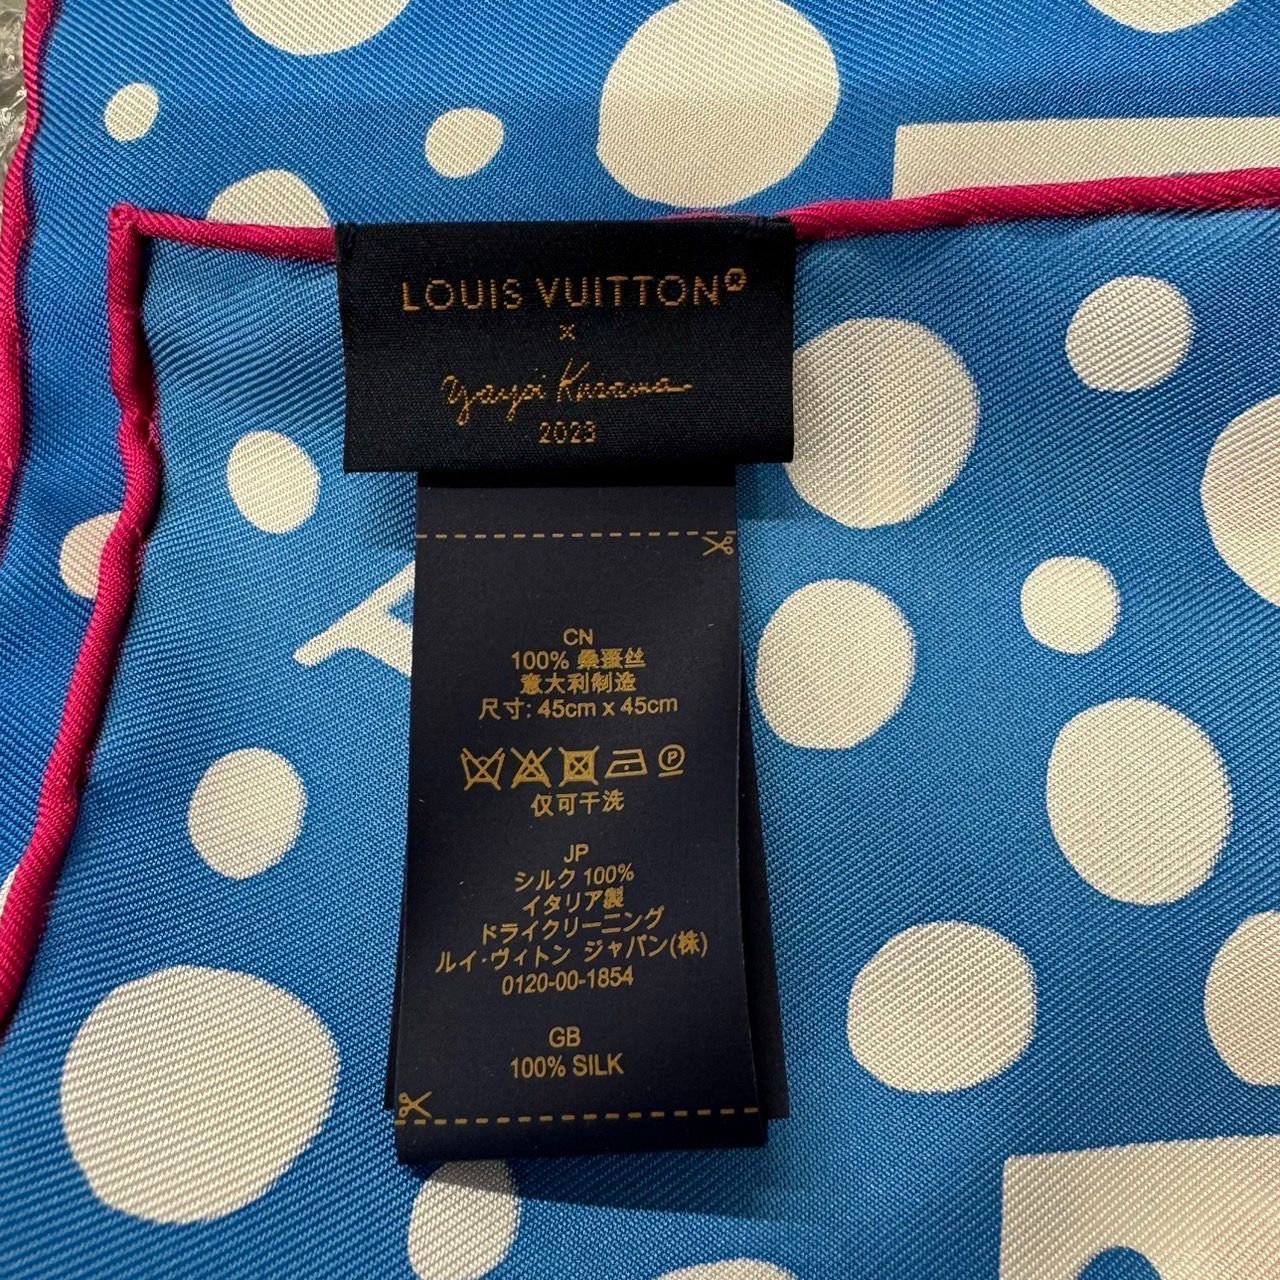 LOUIS VUITTON®
×
Yayoi Kusama
2023
CN
100% 桑蚕丝
意大利制造
尺寸: 45cm x 45cm
P
仅可干洗
JP
シルク 100%
イタリア製
ドライクリーニング
ルイ・ヴィトン ジャパン(株)
0120-00-1854
GB
100% SILK